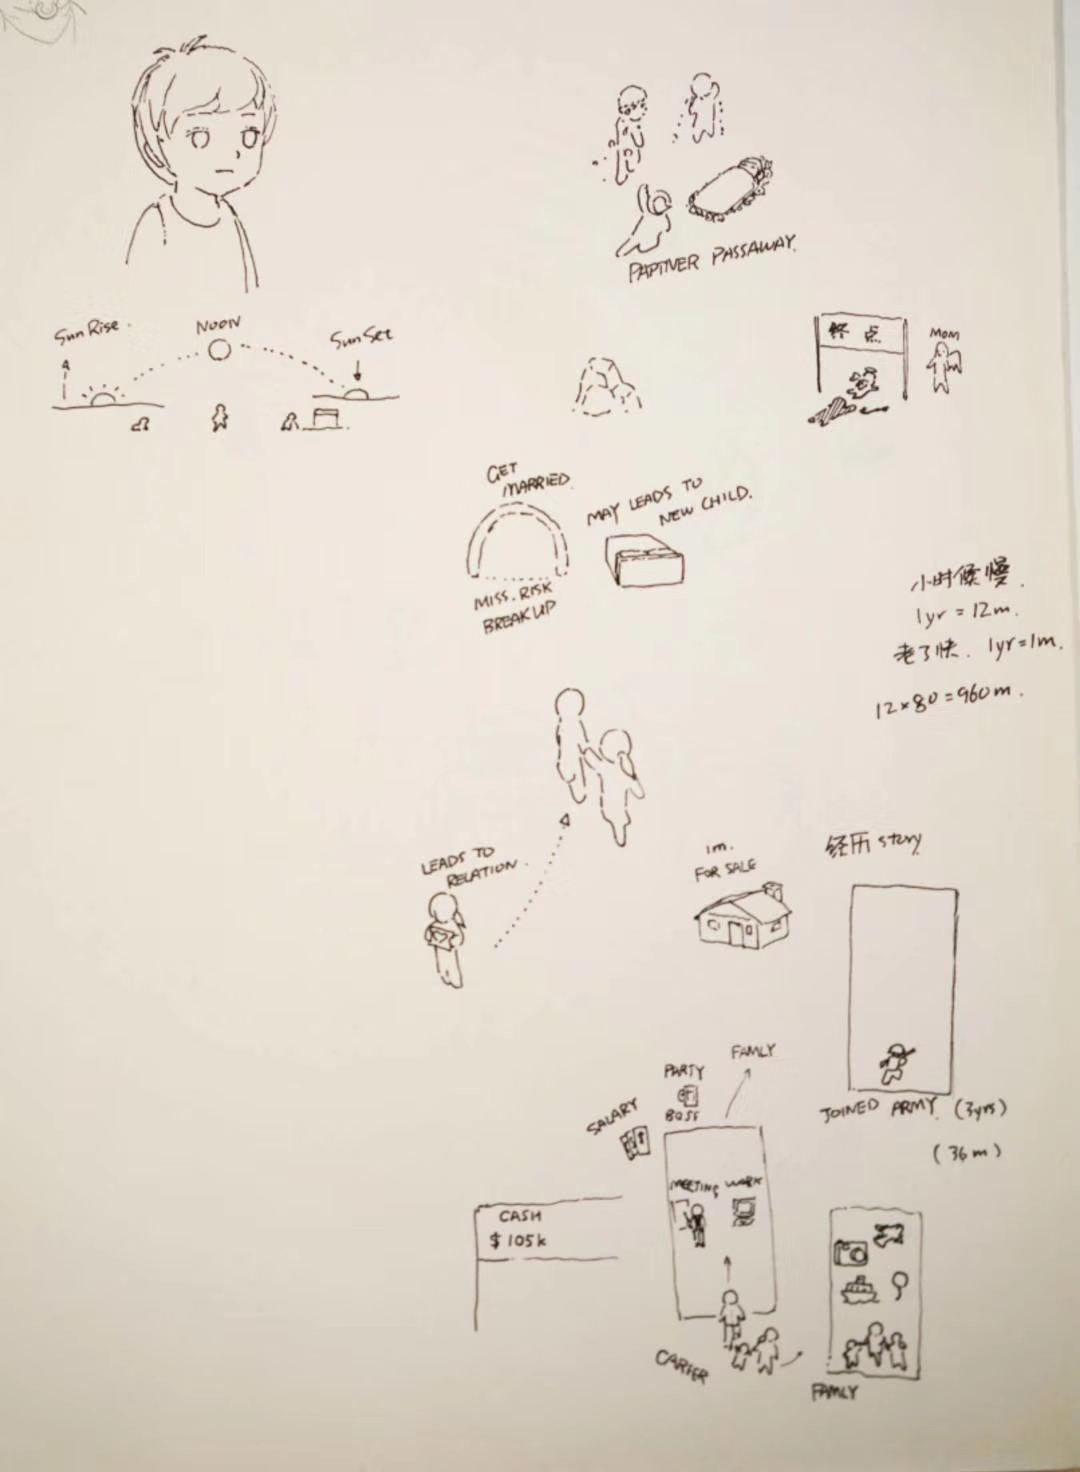 PAPTNER PASSAWAY.
Sun Rise.
NOON
Sun Set
终点
MOM
GET
MARRIED.
MAY LEADS TO
NEW CHILD.
MISS. RISK
BREAK UP
小时候慢.
1yr = 12m.
老了快. 1yr=1m.
12×80=960m.
LEADS TO
RELATION.
1m.
FOR SALE
经历 story
FAMLY
PARTY
BOSS
SALARY
JOINED ARMY. (3yrs)
(36m)
MEETING WORK
CASH
$105k
CAREER
FAMLY